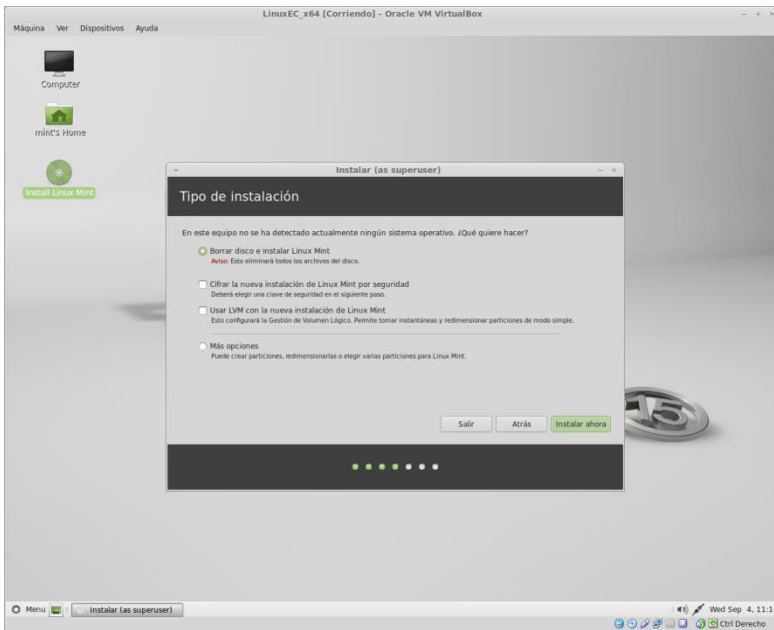 LinuxEC_x64 [Corriendo] - Oracle VM VirtualBox
Máquina Ver Dispositivos Ayuda
Computer
mint's Home
Install Linux Mint
Instalar (as superuser)
Tipo de instalación
En este equipo no se ha detectado actualmente ningún sistema operativo. ¿Qué quiere hacer?
Borrar disco e instalar Linux Mint
Aviso: Esto eliminará todos los archivos del disco.
Cifrar la nueva instalación de Linux Mint por seguridad
Deberá elegir una clave de seguridad en el siguiente paso.
Usar LVM con la nueva instalación de Linux Mint
Esto configurará la Gestión de Volumen Lógico. Permite tomar instantáneas y redimensionar particiones de modo simple.
Más opciones
Puede crear particiones, redimensionarlas o elegir varias particiones para Linux Mint.
Salir Atrás Instalar ahora
15
Menu Instalar (as superuser) Wed Sep 4, 11:1
Ctrl Derecho